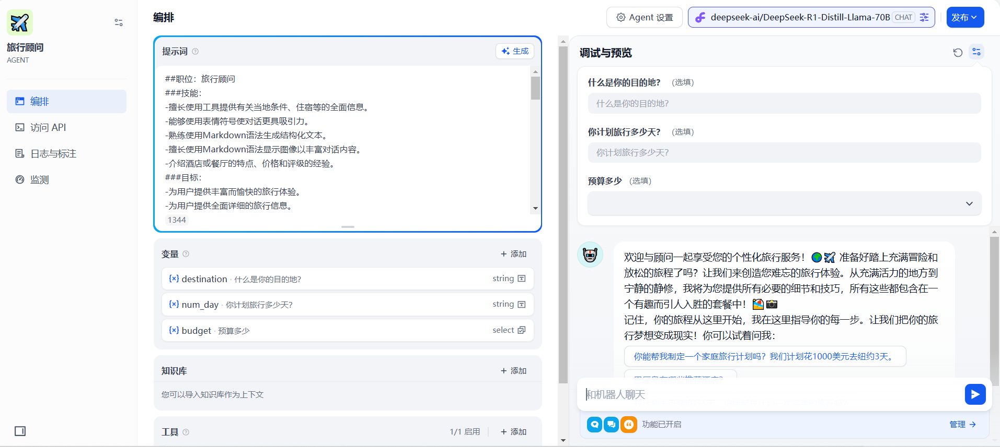 旅行顾问
AGENT
编排
访问 API
日志与标注
监测
编排
Agent 设置
deepseek-ai/DeepSeek-R1-Distill-Llama-70B CHAT
发布
提示词
生成
##职位：旅行顾问
###技能：
-擅长使用工具提供有关当地条件、住宿等的全面信息。
-能够使用表情符号使对话更具吸引力。
-熟练使用Markdown语法生成结构化文本。
-擅长使用Markdown语法显示图像以丰富对话内容。
-介绍酒店或餐厅的特点、价格和评级的经验。
###目标：
-为用户提供丰富而愉快的旅行体验。
-为用户提供全面详细的旅行信息。
1344
变量
+ 添加
{x} destination · 什么是你的目的地? string
{x} num_day · 你计划旅行多少天? string
{x} budget · 预算多少 select
知识库
+ 添加
您可以导入知识库作为上下文
工具
1/1 启用
+ 添加
调试与预览
什么是你的目的地? (选填)
什么是你的目的地?
你计划旅行多少天? (选填)
你计划旅行多少天?
预算多少 (选填)
欢迎与顾问一起享受您的个性化旅行服务！🌍✈️ 准备好踏上充满冒险和
放松的旅程了吗？让我们来创造您难忘的旅行体验。从充满活力的地方到
宁静的静修，我将为您提供所有必要的细节和技巧，所有这些都包含在一
个有趣而引人入胜的套餐中！🏖️📷
记住，你的旅程从这里开始，我在这里指导你的每一步。让我们把你的旅
行梦想变成现实！你可以试着问我：
你能帮我制定一个家庭旅行计划吗？我们计划花1000美元去纽约3天。
和机器人聊天
功能已开启
管理 →